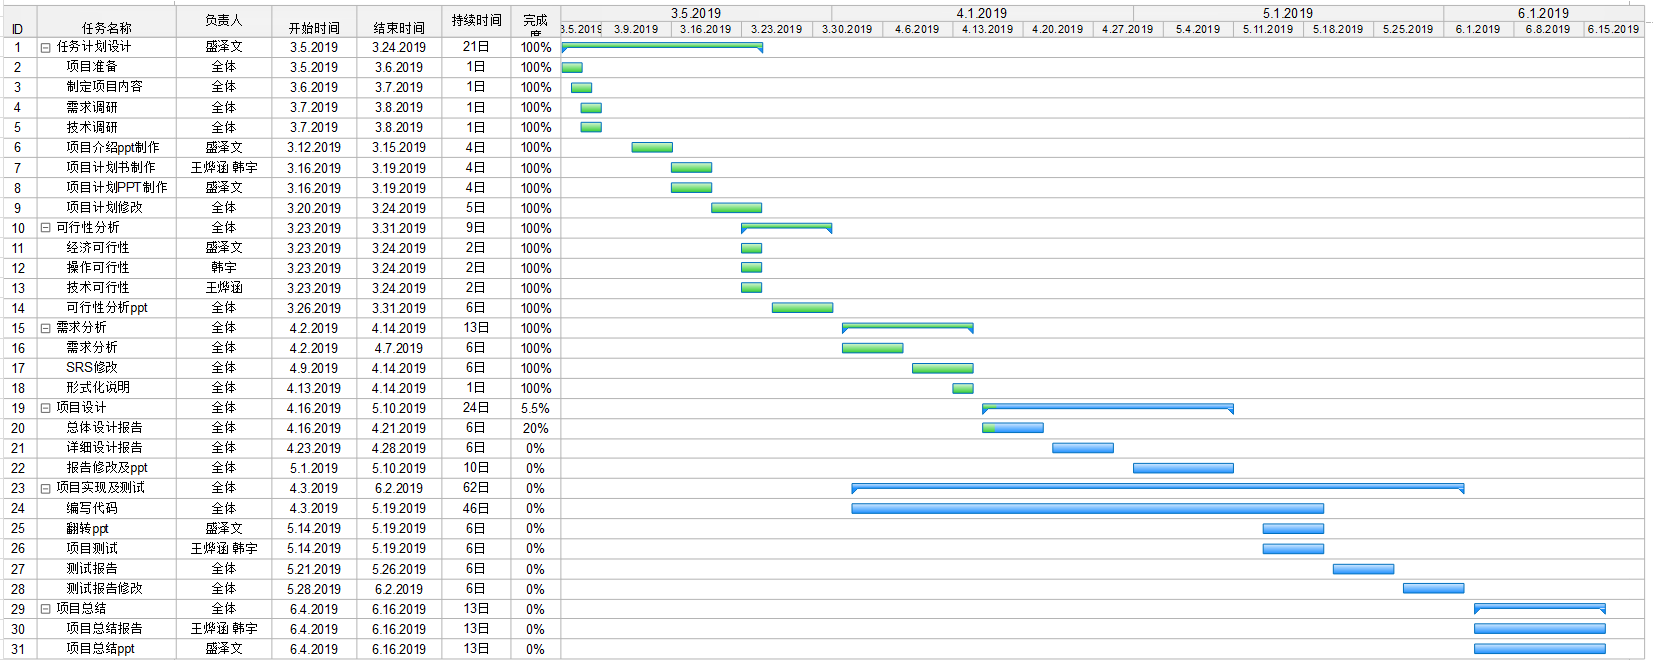 3.5.2019 4.1.2019 5.1.2019 6.1.2019
ID 任务名称 负责人 开始时间 结束时间 持续时间 完成度 3.5.2019 3.9.2019 3.16.2019 3.23.2019 3.30.2019 4.6.2019 4.13.2019 4.20.2019 4.27.2019 5.4.2019 5.11.2019 5.18.2019 5.25.2019 6.1.2019 6.8.2019 6.15.2019
1 任务计划设计 盛泽文 3.5.2019 3.24.2019 21日 100%
2 项目准备 全体 3.5.2019 3.6.2019 1日 100%
3 制定项目内容 全体 3.6.2019 3.7.2019 1日 100%
4 需求调研 全体 3.7.2019 3.8.2019 1日 100%
5 技术调研 全体 3.7.2019 3.8.2019 1日 100%
6 项目介绍ppt制作 盛泽文 3.12.2019 3.15.2019 4日 100%
7 项目计划书制作 王烨涵 韩宇 3.16.2019 3.19.2019 4日 100%
8 项目计划PPT制作 盛泽文 3.16.2019 3.19.2019 4日 100%
9 项目计划修改 全体 3.20.2019 3.24.2019 5日 100%
10 可行性分析 全体 3.23.2019 3.31.2019 9日 100%
11 经济可行性 盛泽文 3.23.2019 3.24.2019 2日 100%
12 操作可行性 韩宇 3.23.2019 3.24.2019 2日 100%
13 技术可行性 王烨涵 3.23.2019 3.24.2019 2日 100%
14 可行性分析ppt 全体 3.26.2019 3.31.2019 6日 100%
15 需求分析 全体 4.2.2019 4.14.2019 13日 100%
16 需求分析 全体 4.2.2019 4.7.2019 6日 100%
17 SRS修改 全体 4.9.2019 4.14.2019 6日 100%
18 形式化说明 全体 4.13.2019 4.14.2019 1日 100%
19 项目设计 全体 4.16.2019 5.10.2019 24日 5.5%
20 总体设计报告 全体 4.16.2019 4.21.2019 6日 20%
21 详细设计报告 全体 4.23.2019 4.28.2019 6日 0%
22 报告修改及ppt 全体 5.1.2019 5.10.2019 10日 0%
23 项目实现及测试 全体 4.3.2019 6.2.2019 62日 0%
24 编写代码 全体 4.3.2019 5.19.2019 46日 0%
25 翻转ppt 盛泽文 5.14.2019 5.19.2019 6日 0%
26 项目测试 王烨涵 韩宇 5.14.2019 5.19.2019 6日 0%
27 测试报告 全体 5.21.2019 5.26.2019 6日 0%
28 测试报告修改 全体 5.28.2019 6.2.2019 6日 0%
29 项目总结 全体 6.4.2019 6.16.2019 13日 0%
30 项目总结报告 王烨涵 韩宇 6.4.2019 6.16.2019 13日 0%
31 项目总结ppt 盛泽文 6.4.2019 6.16.2019 13日 0%